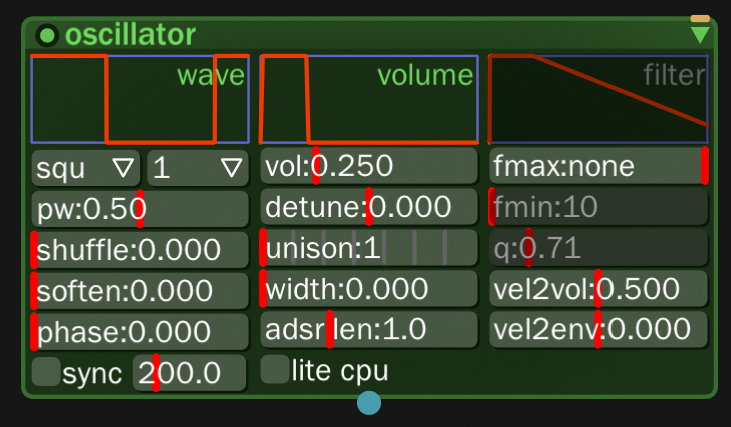 oscillator
wave volume filter
squ 1 vol:0.250 fmax:none
pw:0.50 detune:0.000 fmin:10
shuffle:0.000 unison:1 q:0.71
soften:0.000 width:0.000 vel2vol:0.500
phase:0.000 adsr len:1.0 vel2env:0.000
sync 200.0 lite cpu